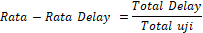 Rata − Rata Delay = Total Delay / Total uji